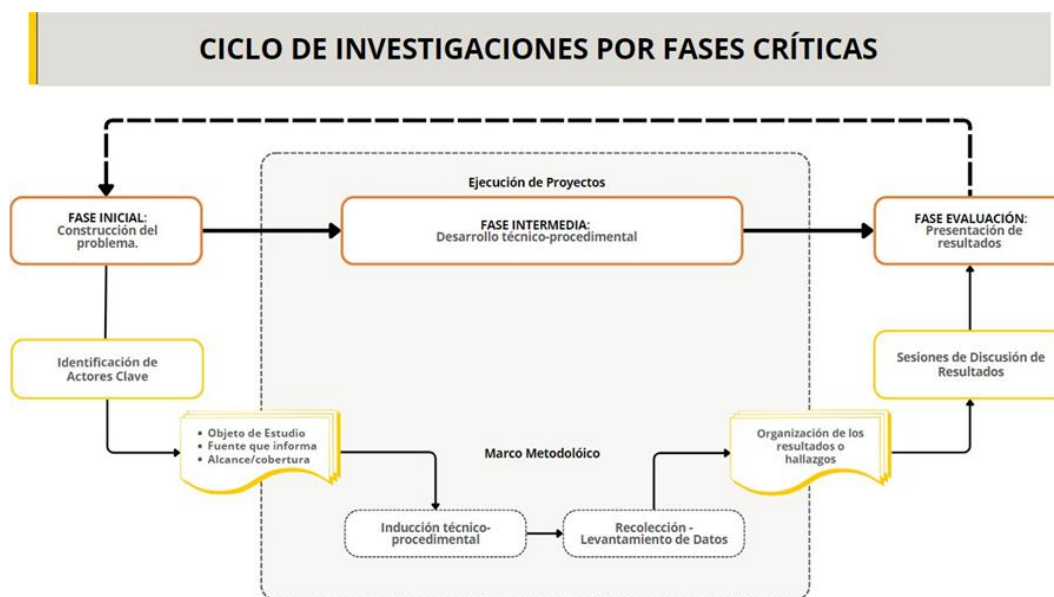 CICLO DE INVESTIGACIONES POR FASES CRÍTICAS
Ejecución de Proyectos
FASE INICIAL:
Construcción del
problema.
FASE INTERMEDIA:
Desarrollo técnico-procedimental
FASE EVALUACIÓN:
Presentación de
resultados
Identificación de
Actores Clave
Sesiones de Discusión de
Resultados
• Objeto de Estudio
• Fuente que informa
• Alcance/cobertura
Marco Metodolóico
Organización de los
resultados o
hallazgos
Inducción técnico-
procedimental
Recolección -
Levantamiento de Datos